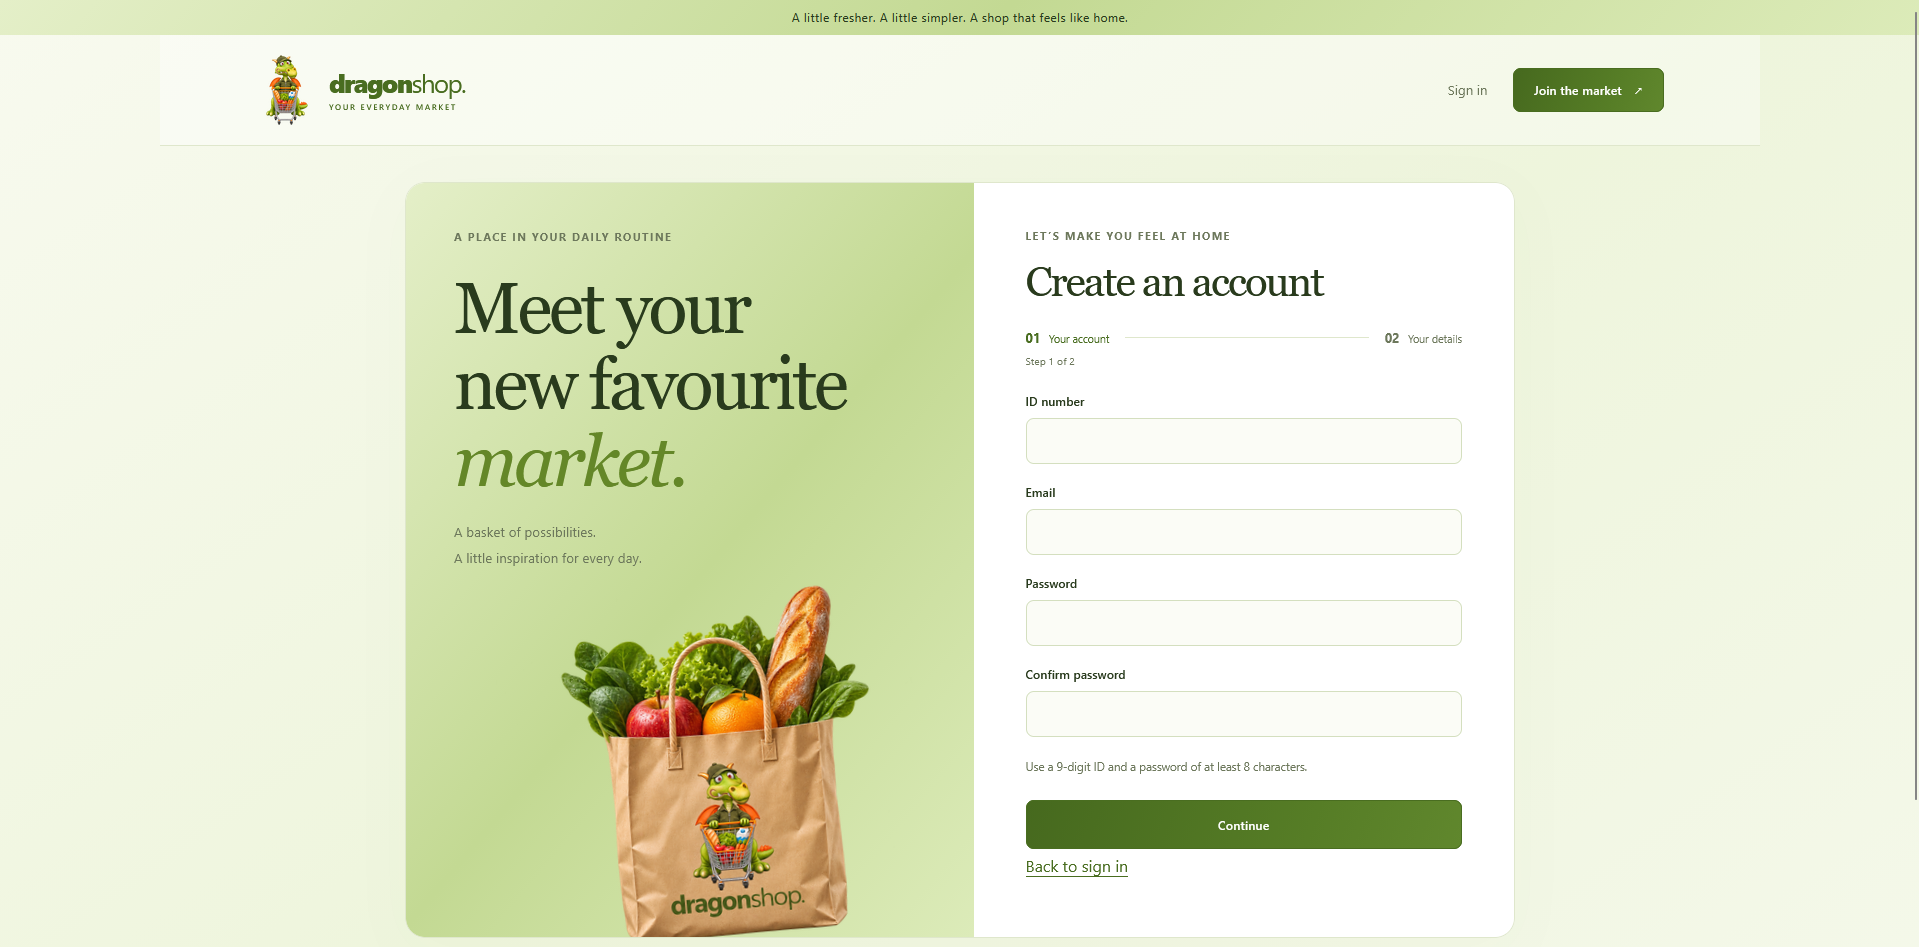 A little fresher. A little simpler. A shop that feels like home.
dragonshop.
YOUR EVERYDAY MARKET
Sign in
Join the market ↗
A PLACE IN YOUR DAILY ROUTINE
Meet your
new favourite
market.
A basket of possibilities.
A little inspiration for every day.
dragonshop.
LET'S MAKE YOU FEEL AT HOME
Create an account
01 Your account
02 Your details
Step 1 of 2
ID number
Email
Password
Confirm password
Use a 9-digit ID and a password of at least 8 characters.
Continue
Back to sign in